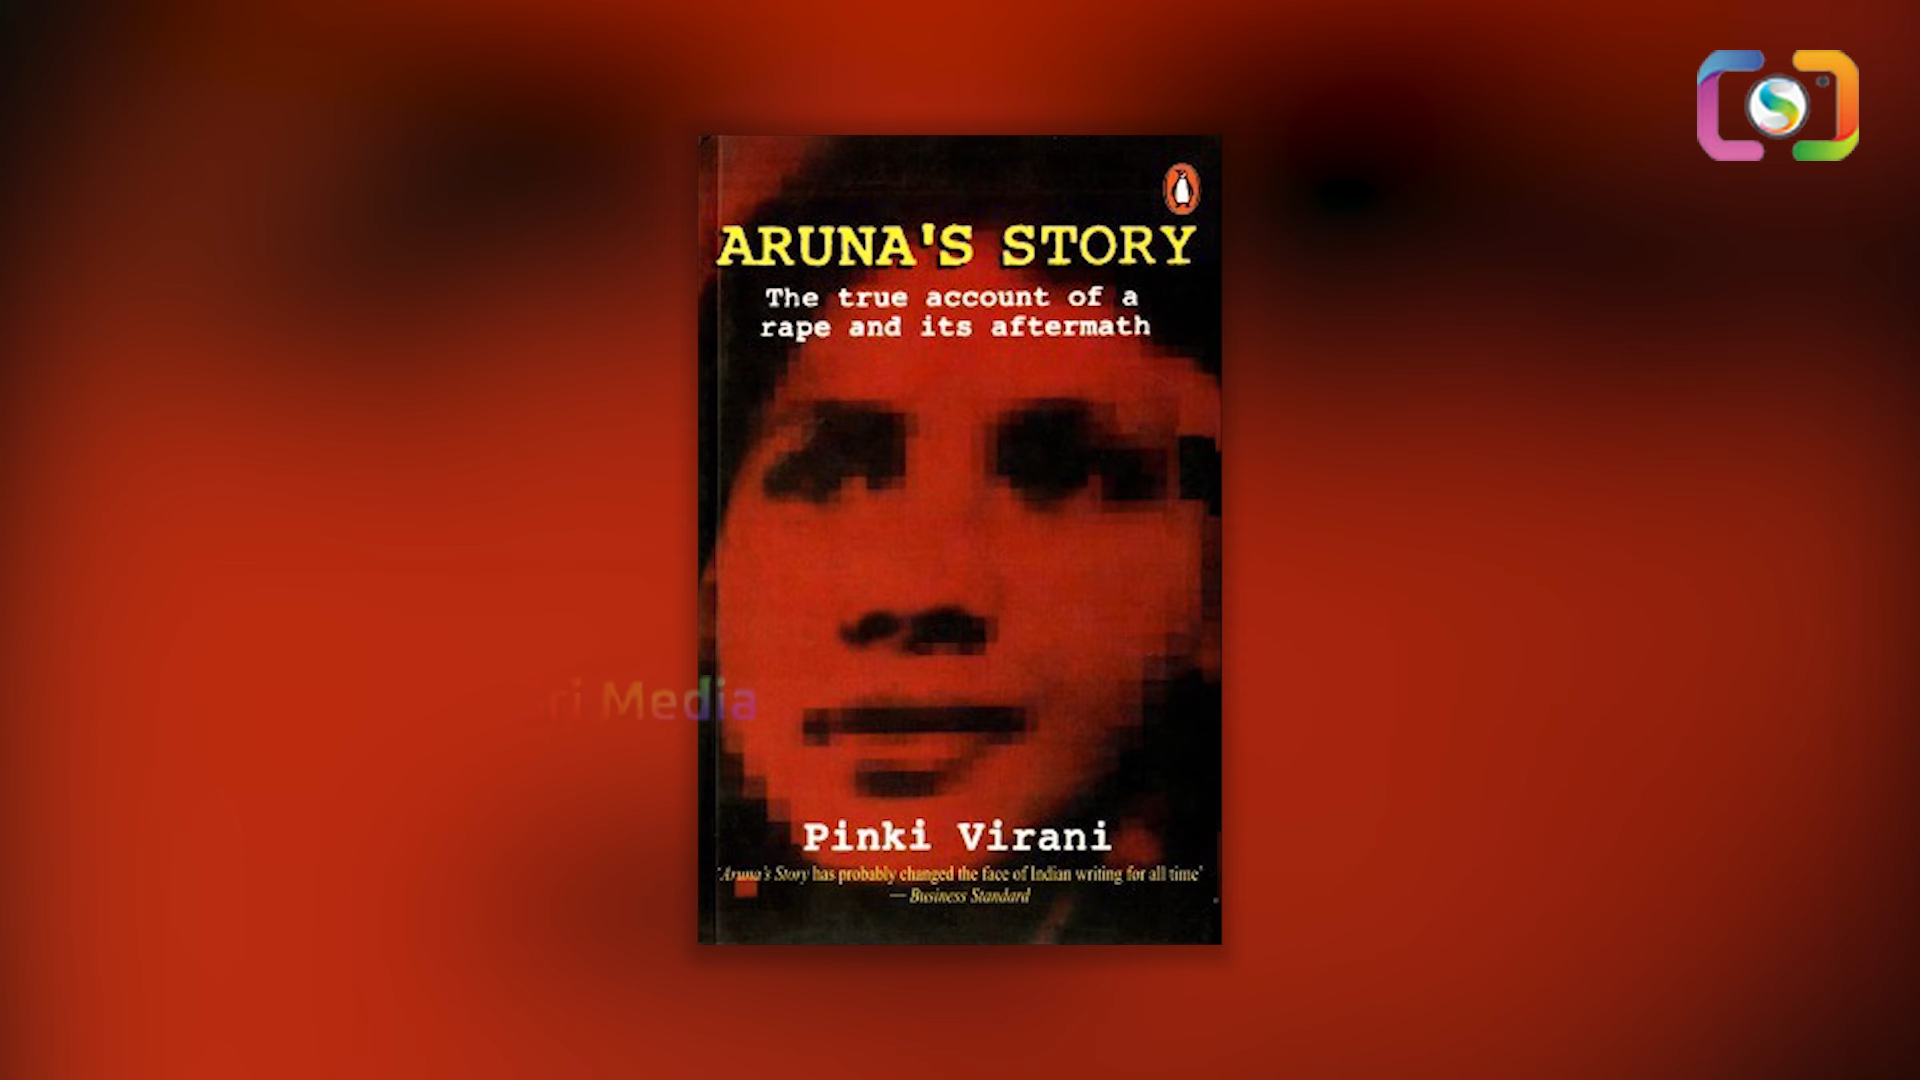 ARUNA'S STORY
The true account of a
rape and its aftermath
Media
Pinki Virani
'Aruna's Story has probably changed the face of Indian writing for all time'
— Business Standard